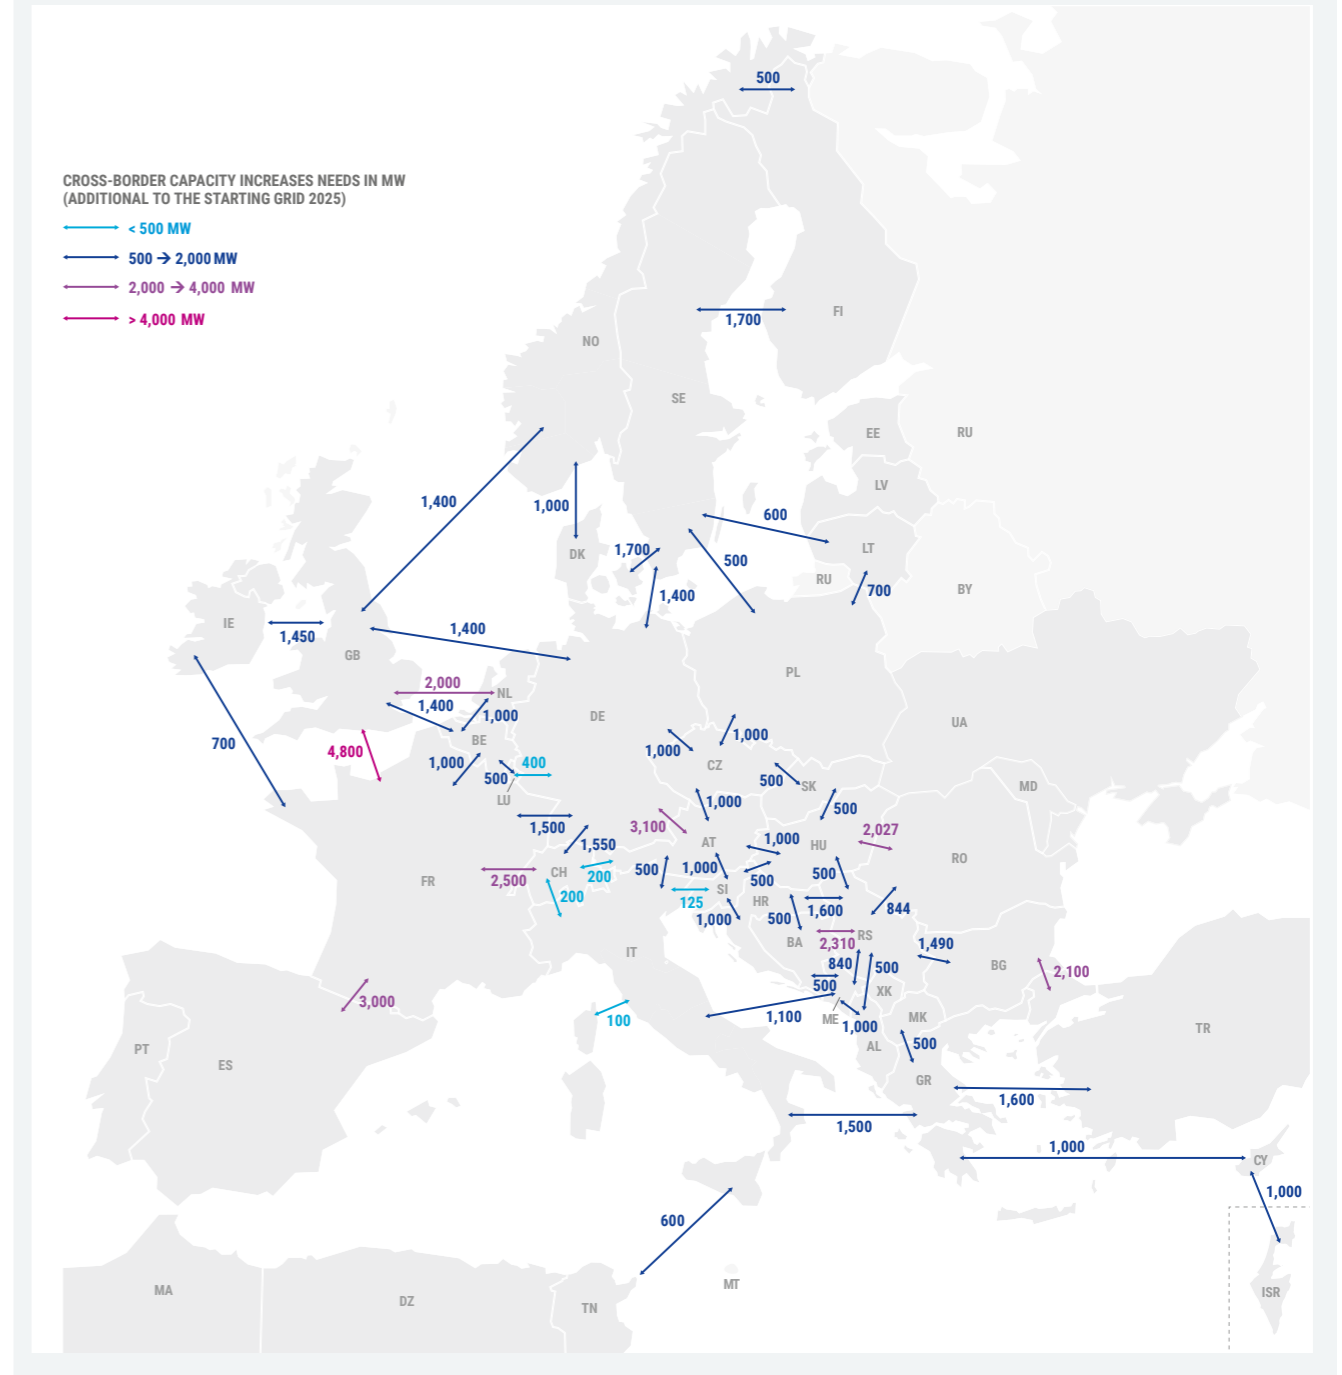 500
CROSS-BORDER CAPACITY INCREASES NEEDS IN MW
(ADDITIONAL TO THE STARTING GRID 2025)
< 500 MW
500 → 2,000 MW
2,000 → 4,000 MW
> 4,000 MW
1,700
FI
NO
SE
EE
RU
LV
1,400
1,000
600
DK
1,700
500
LT
RU
700
BY
1,400
IE
1,450
1,400
GB
PL
2,000
NL
1,400
1,000
DE
UA
700
4,800
BE
1,000
1,000
1,000
400
500
CZ
500
SK
MD
LU
1,000
500
1,500
3,100
2,027
1,550
AT
1,000
HU
RO
FR
2,500
CH
200
500
1,000
500
500
200
125
SI
HR
1,600
844
1,000
500
BA
2,310
RS
1,490
IT
840
500
BG
2,100
500
XK
3,000
100
1,100
ME
1,000
MK
TR
PT
ES
AL
500
GR
1,600
1,500
1,000
CY
1,000
600
MA
DZ
TN
MT
ISR